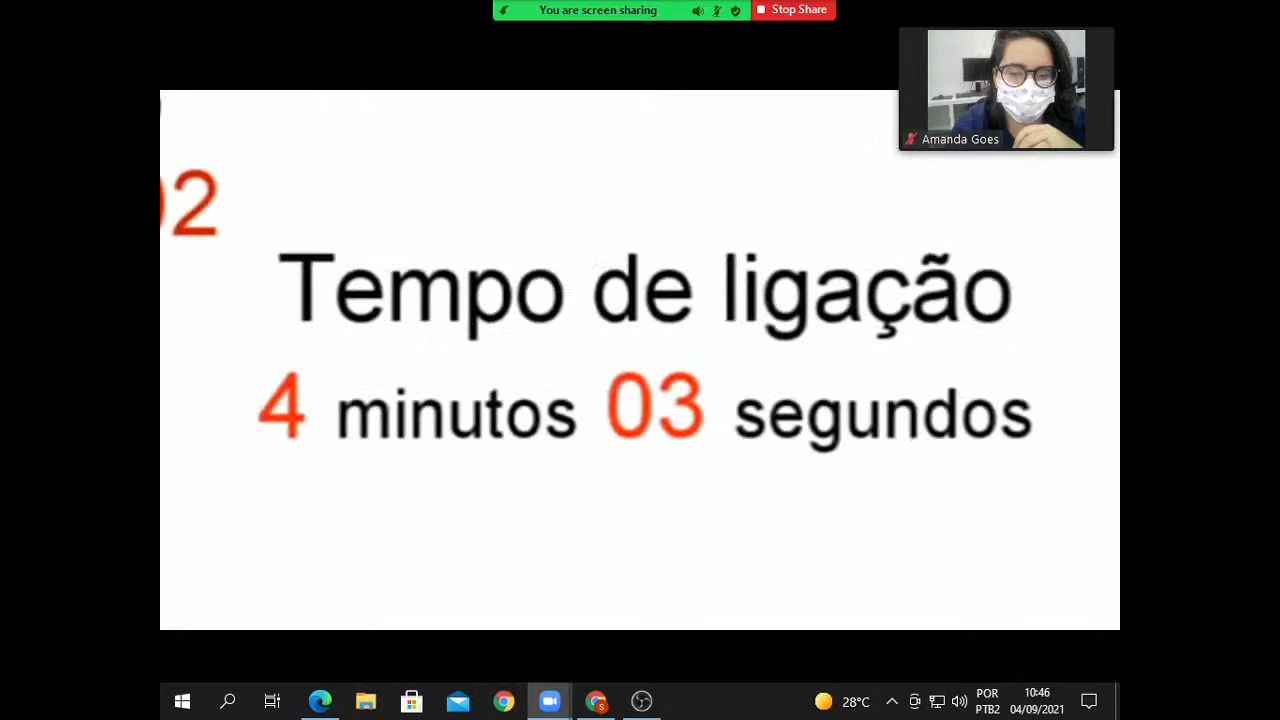 You are screen sharing
Stop Share
Amanda Goes
02
Tempo de ligação
4 minutos 03 segundos
28°C
POR
PTB2
10:46
04/09/2021